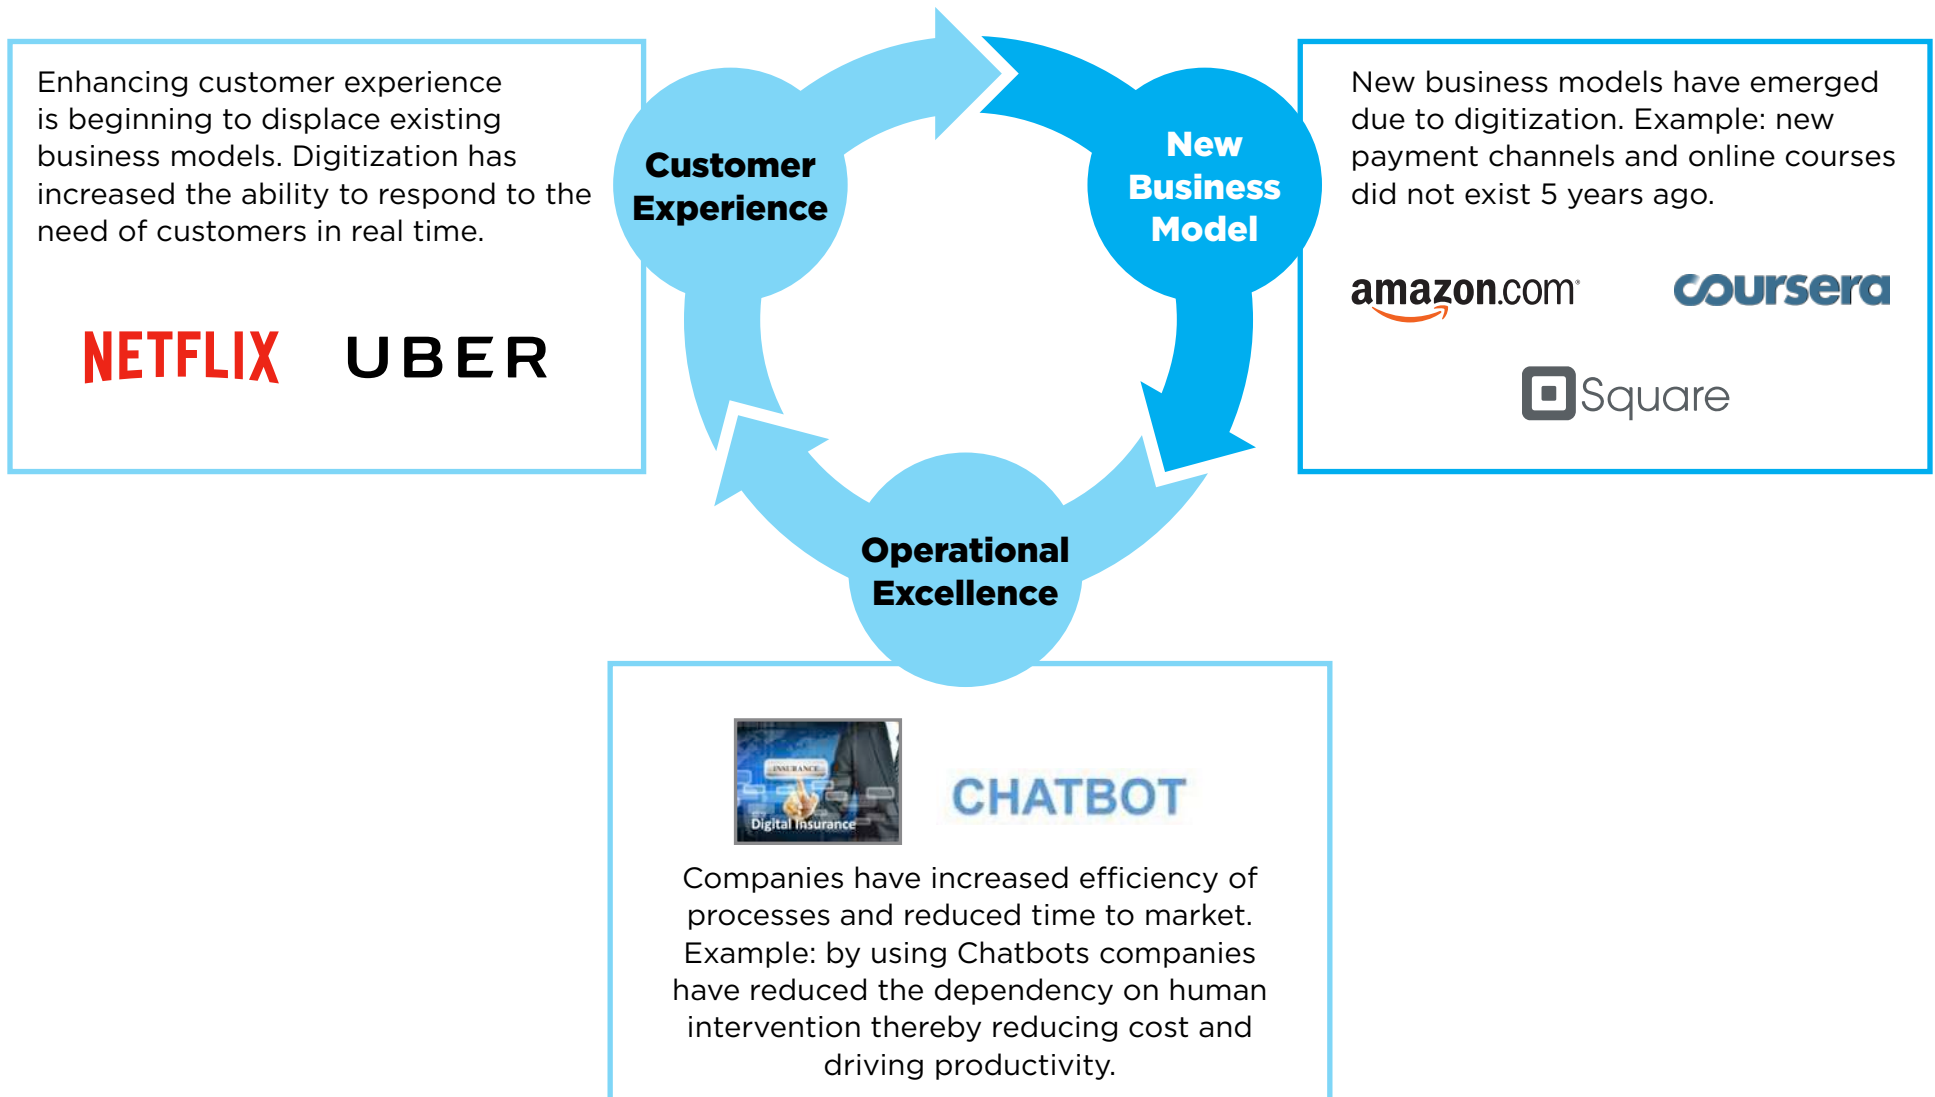 Enhancing customer experience
is beginning to displace existing
business models. Digitization has
increased the ability to respond to the
need of customers in real time.
NETFLIX
UBER
Customer
Experience
New
Business
Model
New business models have emerged
due to digitization. Example: new
payment channels and online courses
did not exist 5 years ago.
amazon.com
coursera
Square
Operational
Excellence
INSURANCE
Digital Insurance
CHATBOT
Companies have increased efficiency of
processes and reduced time to market.
Example: by using Chatbots companies
have reduced the dependency on human
intervention thereby reducing cost and
driving productivity.